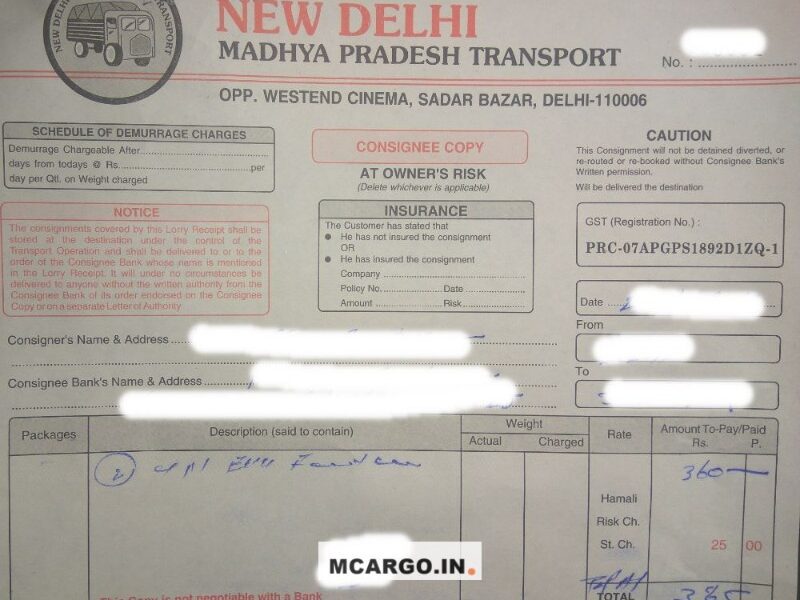 NEW DELHI
TRANSPORT
MADHYA PRADESH TRANSPORT
No. :
OPP. WESTEND CINEMA, SADAR BAZAR, DELHI-110006
SCHEDULE OF DEMURRAGE CHARGES
Demurrage Chargeable After
days from todays @ Rs. per
day per Qtl. on Weight charged
CONSIGNEE COPY
AT OWNER'S RISK
(Delete whichever is applicable)
CAUTION
This Consignment will not be detained diverted, or
re-routed or re-booked without Consignee Bank's
Written permission.
Will be delivered the destination
NOTICE
The consignments covered by this Lorry Receipt shall be
stored at the destination under the control of the
Transport Operation and shall be delivered to or to the
order of the Consignee Bank whose name is mentioned
in the Lorry Receipt. It will under no circumstances be
delivered to anyone without the written authority from the
Consignee Bank of its order endorsed on the Consignee
Copy or on a separate Letter of Authority
INSURANCE
The Customer has stated that
● He has not insured the consignment
OR
● He has insured the consignment
Company
Policy No. Date
Amount Risk
GST (Registration No.) :
PRC-07APGPS1892D1ZQ-1
Date
From
To
Consigner's Name & Address
Consignee Bank's Name & Address
Packages
Description (said to contain)
Weight
Actual Charged
Rate
Amount To-Pay/Paid
Rs. P.
2
360
Hamali
Risk Ch.
St. Ch. 25 00
MCARGO.IN.
This Copy is not negotiable with a Bank
TOTAL 385